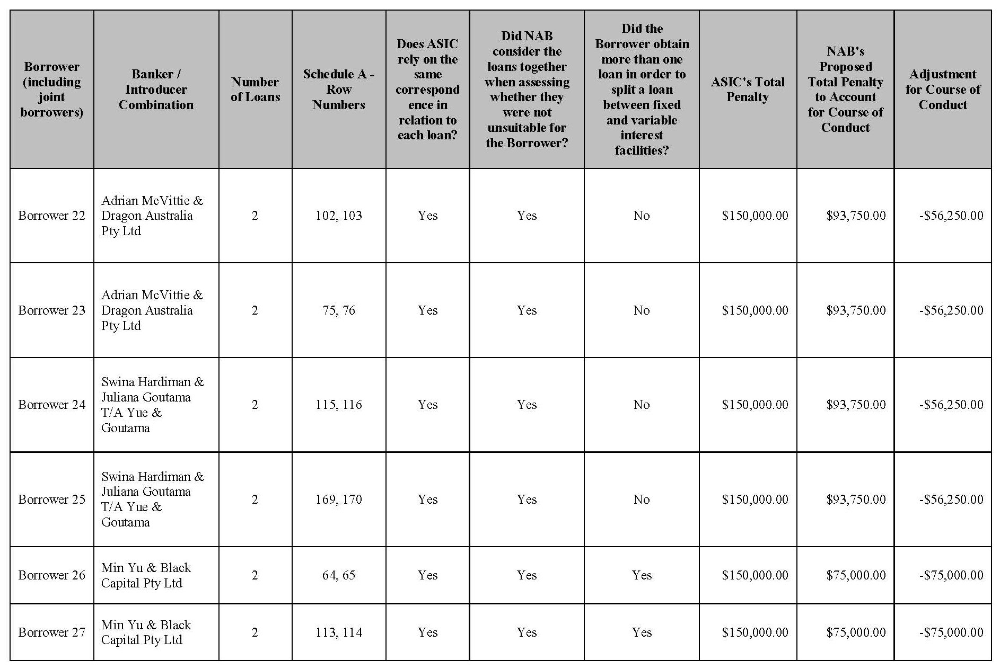 Borrower
(including
joint
borrowers)
Banker /
Introducer
Combination
Number
of Loans
Schedule A -
Row
Numbers
Does ASIC
rely on the
same
correspond
ence in
relation to
each loan?
Did NAB
consider the
loans together
when assessing
whether they
were not
unsuitable for
the Borrower?
Did the
Borrower obtain
more than one
loan in order to
split a loan
between fixed
and variable
interest
facilities?
ASIC's Total
Penalty
NAB's
Proposed
Total Penalty
to Account
for Course of
Conduct
Adjustment
for Course of
Conduct
Borrower 22
Adrian McVittie &
Dragon Australia
Pty Ltd
2
102, 103
Yes
Yes
No
$150,000.00
$93,750.00
-$56,250.00
Borrower 23
Adrian McVittie &
Dragon Australia
Pty Ltd
2
75, 76
Yes
Yes
No
$150,000.00
$93,750.00
-$56,250.00
Borrower 24
Swina Hardiman &
Juliana Goutama
T/A Yue &
Goutama
2
115, 116
Yes
Yes
No
$150,000.00
$93,750.00
-$56,250.00
Borrower 25
Swina Hardiman &
Juliana Goutama
T/A Yue &
Goutama
2
169, 170
Yes
Yes
No
$150,000.00
$93,750.00
-$56,250.00
Borrower 26
Min Yu & Black
Capital Pty Ltd
2
64, 65
Yes
Yes
Yes
$150,000.00
$75,000.00
-$75,000.00
Borrower 27
Min Yu & Black
Capital Pty Ltd
2
113, 114
Yes
Yes
Yes
$150,000.00
$75,000.00
-$75,000.00